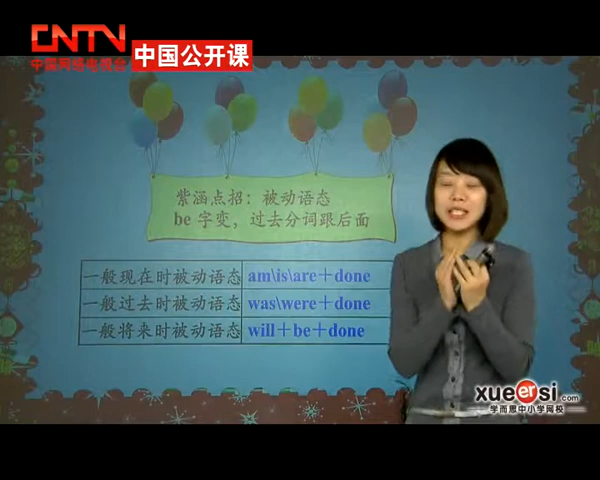 CNTV
中国网络电视台
中国公开课
紫涵点招：被动语态
be 字变，过去分词跟后面
一般现在时被动语态 am\is\are＋done
一般过去时被动语态 was\were＋done
一般将来时被动语态 will＋be＋done
xueersi.com
学而思中小学网校